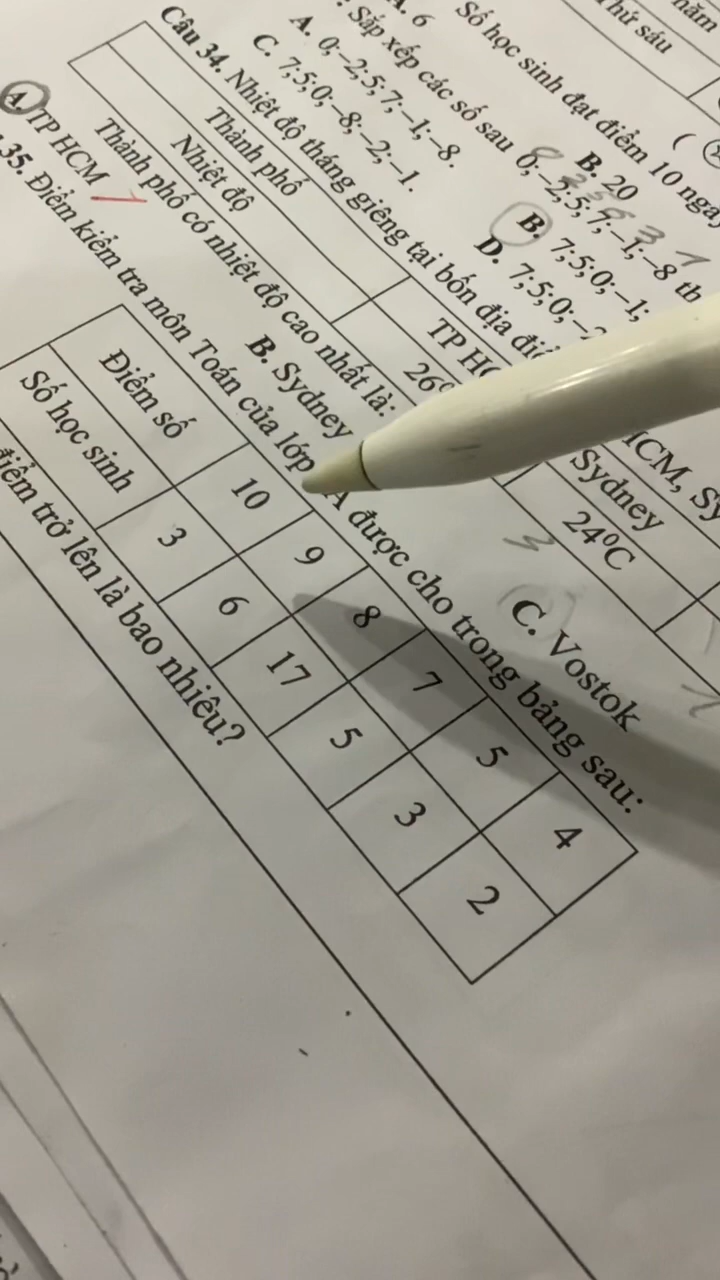 năm
Thứ sáu
Số học sinh đạt điểm 10 ngày
A. 6
B. 20
Sắp xếp các số sau 0;–2;5;7;–1;–8 th
A. 0;–2;5;7;–1;–8.
B. 7;5;0;–1;
C. 7;5;0;–8;–2;–1.
D. 7;5;0;–2
Câu 34. Nhiệt độ tháng giêng tại bốn địa
HCM, Sy
Thành phố
TP HC
Sydney
Nhiệt độ
26⁰
24⁰C
Thành phố có nhiệt độ cao nhất là:
A. TP HCM
B. Sydney
C. Vostok
35. Điểm kiểm tra môn Toán của lớp A được cho trong bảng sau:
Điểm số 10 9 8 7 5 4
Số học sinh 3 6 17 5 3 2
điểm trở lên là bao nhiêu?